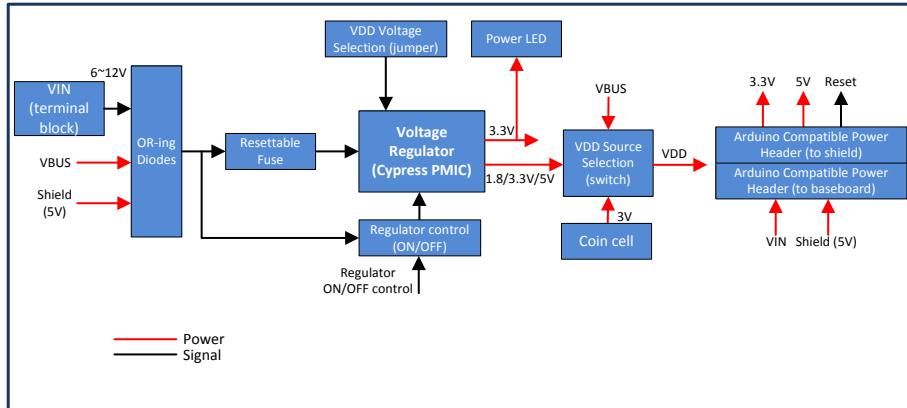 VDD Voltage
Selection (jumper)
Power LED
6~12V
VIN
(terminal
block)
VBUS
Shield
(5V)
OR-ing
Diodes
Resettable
Fuse
Voltage
Regulator
(Cypress PMIC)
3.3V
1.8/3.3V/5V
Regulator control
(ON/OFF)
Regulator
ON/OFF control
VBUS
VDD Source
Selection
(switch)
VDD
3V
Coin cell
3.3V
5V
Reset
Arduino Compatible Power
Header (to shield)
Arduino Compatible Power
Header (to baseboard)
VIN
Shield (5V)
Power
Signal